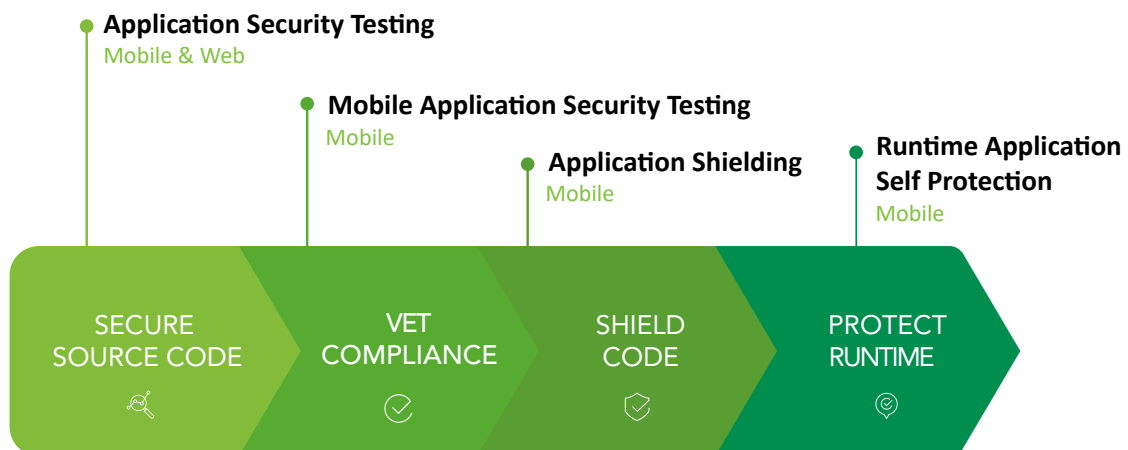 Application Security Testing
Mobile & Web
Mobile Application Security Testing
Mobile
Application Shielding
Mobile
Runtime Application
Self Protection
Mobile
SECURE
SOURCE CODE
VET
COMPLIANCE
SHIELD
CODE
PROTECT
RUNTIME